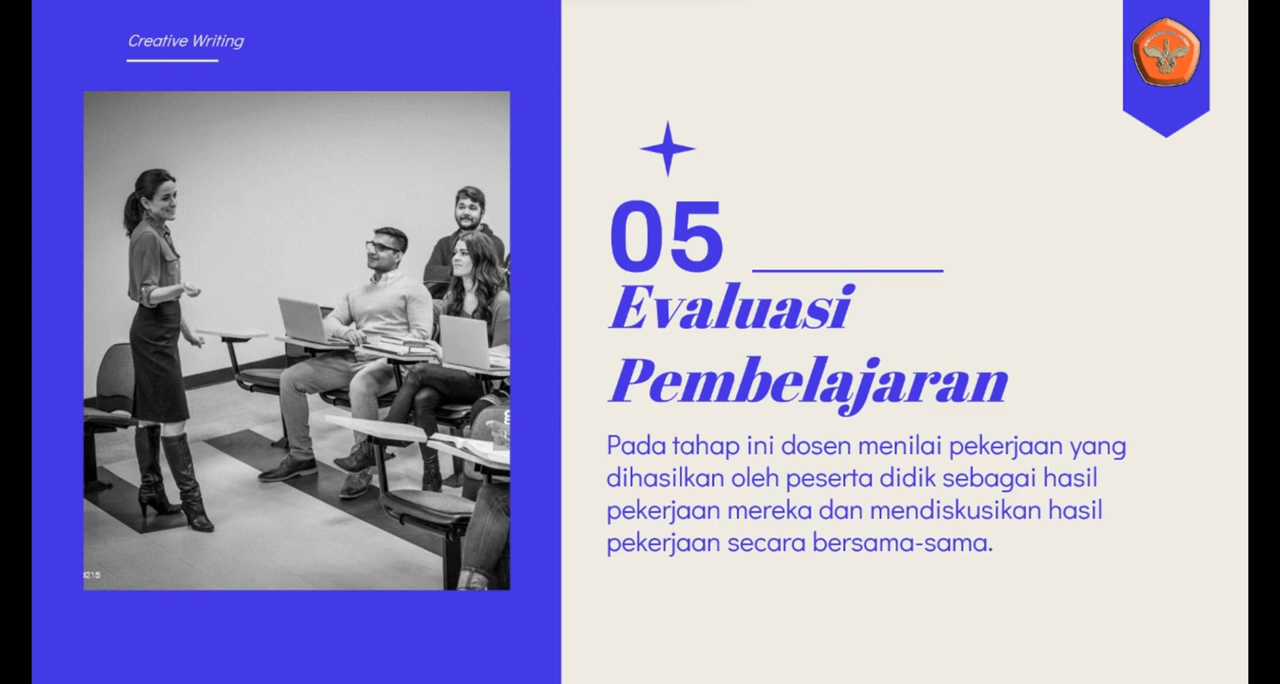 Creative Writing
05
Evaluasi
Pembelajaran
Pada tahap ini dosen menilai pekerjaan yang
dihasilkan oleh peserta didik sebagai hasil
pekerjaan mereka dan mendiskusikan hasil
pekerjaan secara bersama-sama.